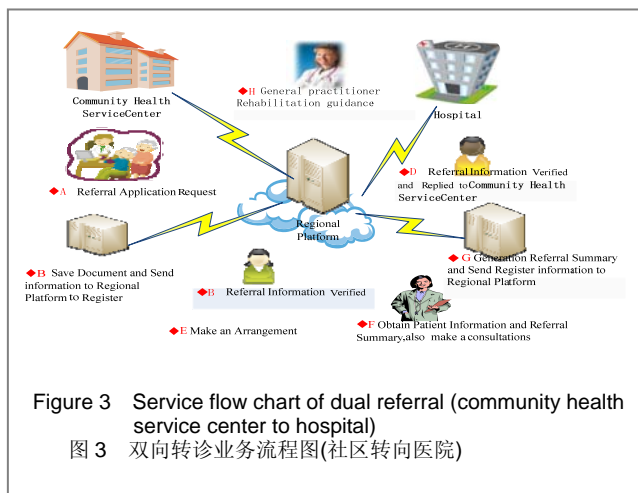 Community Health
ServiceCenter
◆H General practitioner
Rehabilitation guidance
Hospital
◆A Referral Application Request
◆D Referral Information Verified
and Replied to Community Health
ServiceCenter
Regional
Platform
◆B Save Document and Send
information to Regional
Platform to Register
◆B Referral Information Verified
◆G Generation Referral Summary
and Send Register information to
Regional Platform
◆E Make an Arrangement
◆F Obtain Patient Information and Referral
Summary,also make a consultations
Figure 3 Service flow chart of dual referral (community health
service center to hospital)
图 3 双向转诊业务流程图(社区转向医院)